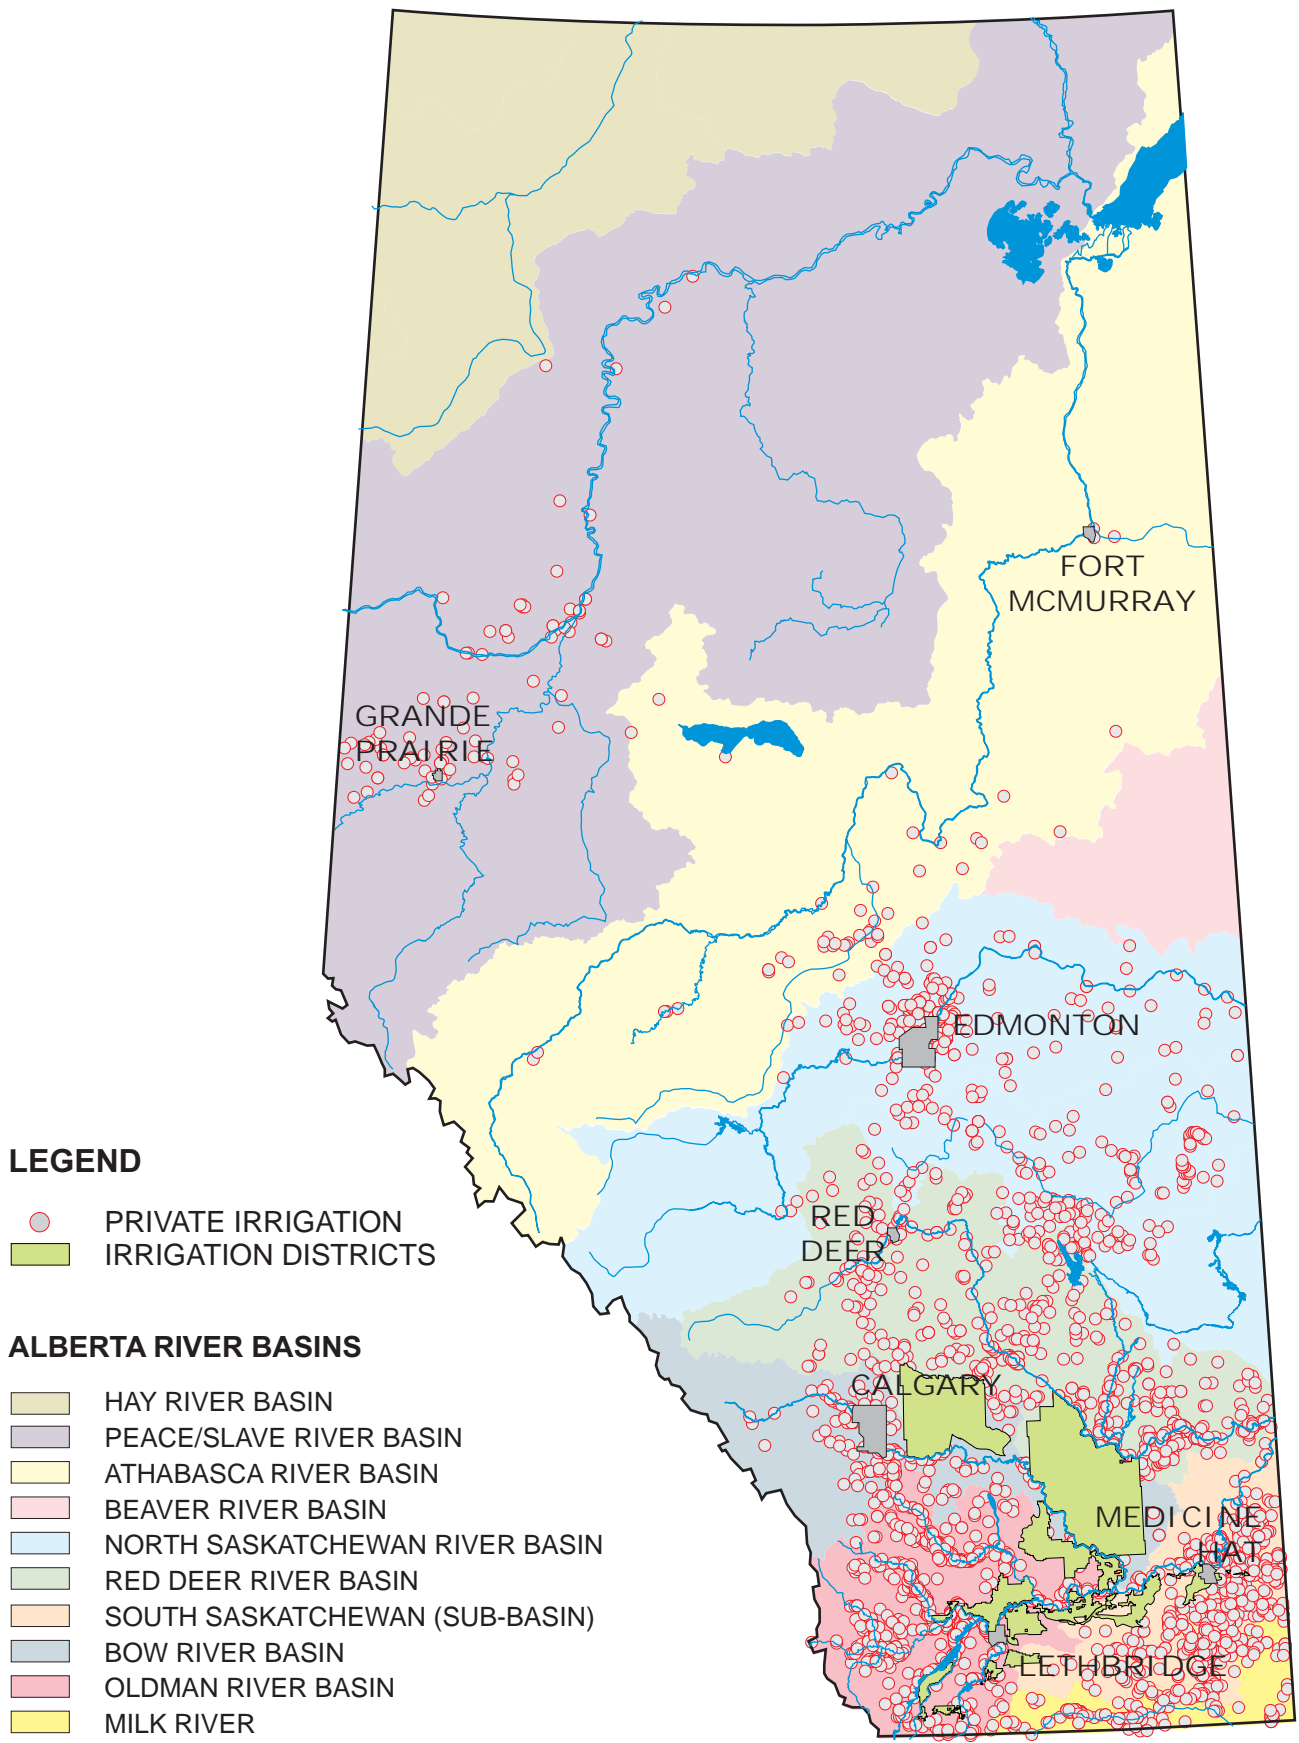 FORT
MCMURRAY
GRANDE
PRAIRIE
EDMONTON
LEGEND
PRIVATE IRRIGATION
IRRIGATION DISTRICTS
RED
DEER
ALBERTA RIVER BASINS
CALGARY
HAY RIVER BASIN
PEACE/SLAVE RIVER BASIN
ATHABASCA RIVER BASIN
BEAVER RIVER BASIN
MEDICINE
HAT
NORTH SASKATCHEWAN RIVER BASIN
RED DEER RIVER BASIN
SOUTH SASKATCHEWAN (SUB-BASIN)
BOW RIVER BASIN
LETHBRIDGE
OLDMAN RIVER BASIN
MILK RIVER